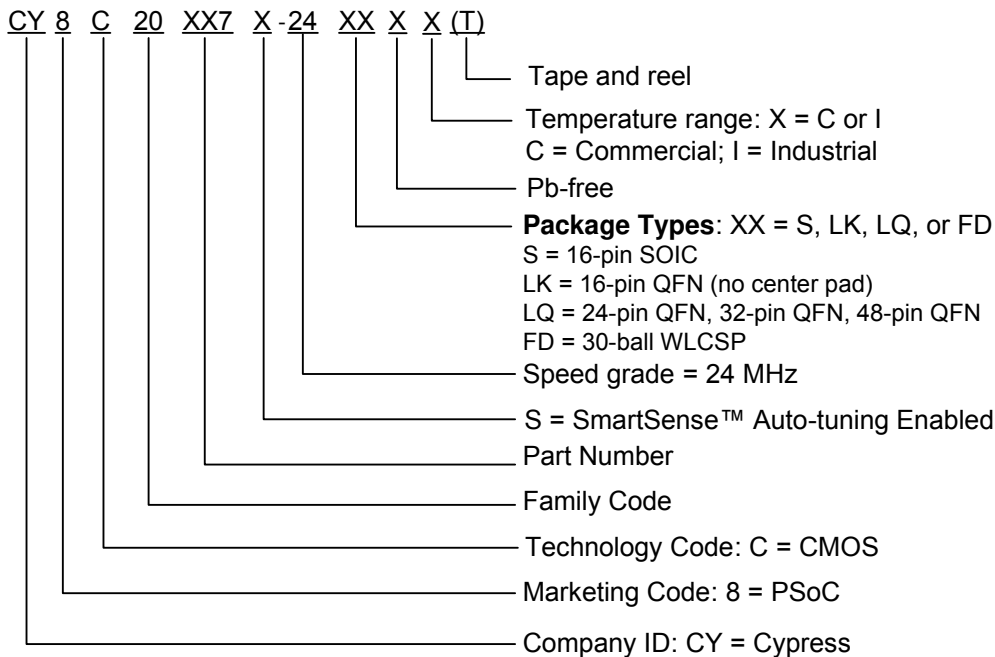 CY 8 C 20 XX7 X -24 XX X X (T)
Tape and reel
Temperature range: X = C or I
C = Commercial; I = Industrial
Pb-free
Package Types: XX = S, LK, LQ, or FD
S = 16-pin SOIC
LK = 16-pin QFN (no center pad)
LQ = 24-pin QFN, 32-pin QFN, 48-pin QFN
FD = 30-ball WLCSP
Speed grade = 24 MHz
S = SmartSense™ Auto-tuning Enabled
Part Number
Family Code
Technology Code: C = CMOS
Marketing Code: 8 = PSoC
Company ID: CY = Cypress